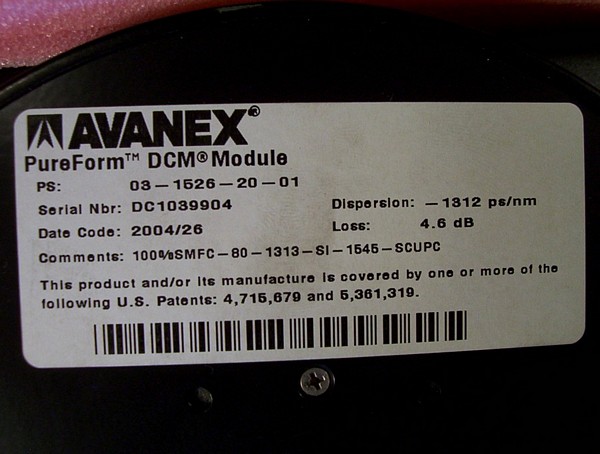 AVANEX®
PureForm™ DCM® Module
PS: 03-1526-20-01
Serial Nbr: DC1039904 Dispersion: -1312 ps/nm
Date Code: 2004/26 Loss: 4.6 dB
Comments: 100%SMFC-80-1313-SI-1545-SCUPC
This product and/or its manufacture is covered by one or more of the
following U.S. Patents: 4,715,679 and 5,361,319.